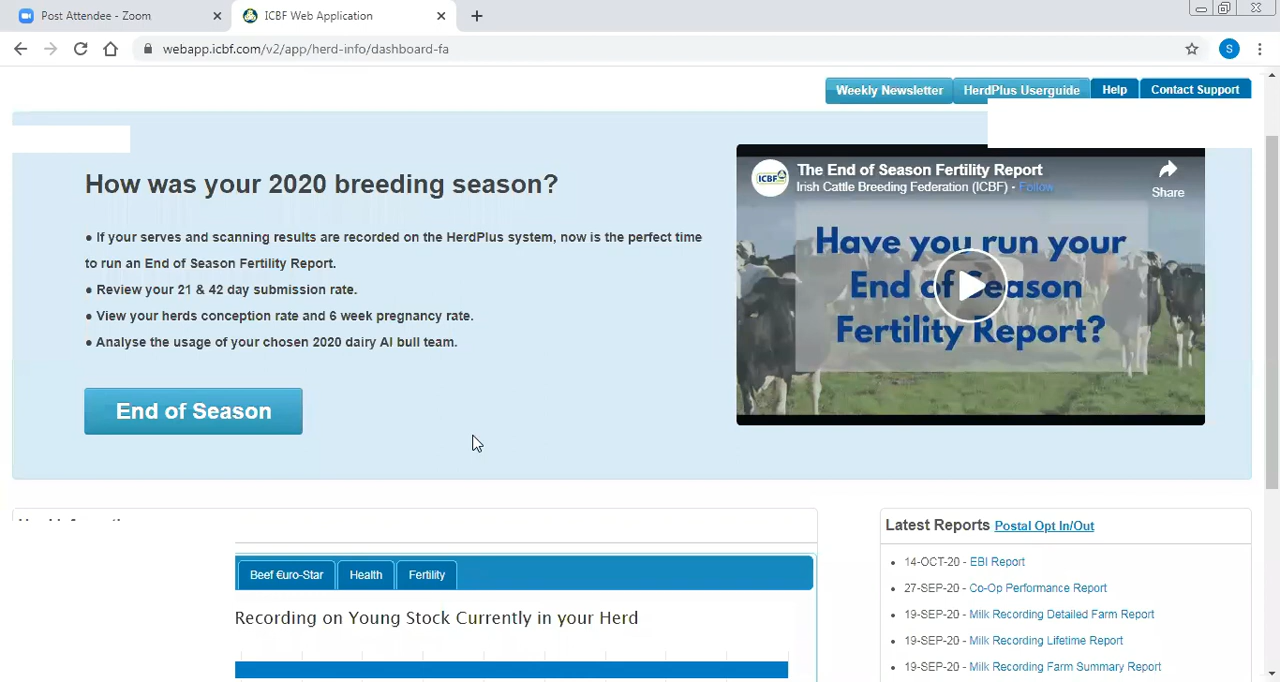 Post Attendee - Zoom
ICBF Web Application
webapp.icbf.com/v2/app/herd-info/dashboard-fa
S
Weekly Newsletter
HerdPlus Userguide
Help
Contact Support
How was your 2020 breeding season?
● If your serves and scanning results are recorded on the HerdPlus system, now is the perfect time
to run an End of Season Fertility Report.
● Review your 21 & 42 day submission rate.
● View your herds conception rate and 6 week pregnancy rate.
● Analyse the usage of your chosen 2020 dairy AI bull team.
End of Season
ICBF
The End of Season Fertility Report
Irish Cattle Breeding Federation (ICBF) - Follow
Share
Have you run your
End of Season
Fertility Report?
Beef €uro-Star
Health
Fertility
Recording on Young Stock Currently in your Herd
Latest Reports Postal Opt In/Out
14-OCT-20 - EBI Report
27-SEP-20 - Co-Op Performance Report
19-SEP-20 - Milk Recording Detailed Farm Report
19-SEP-20 - Milk Recording Lifetime Report
19-SEP-20 - Milk Recording Farm Summary Report